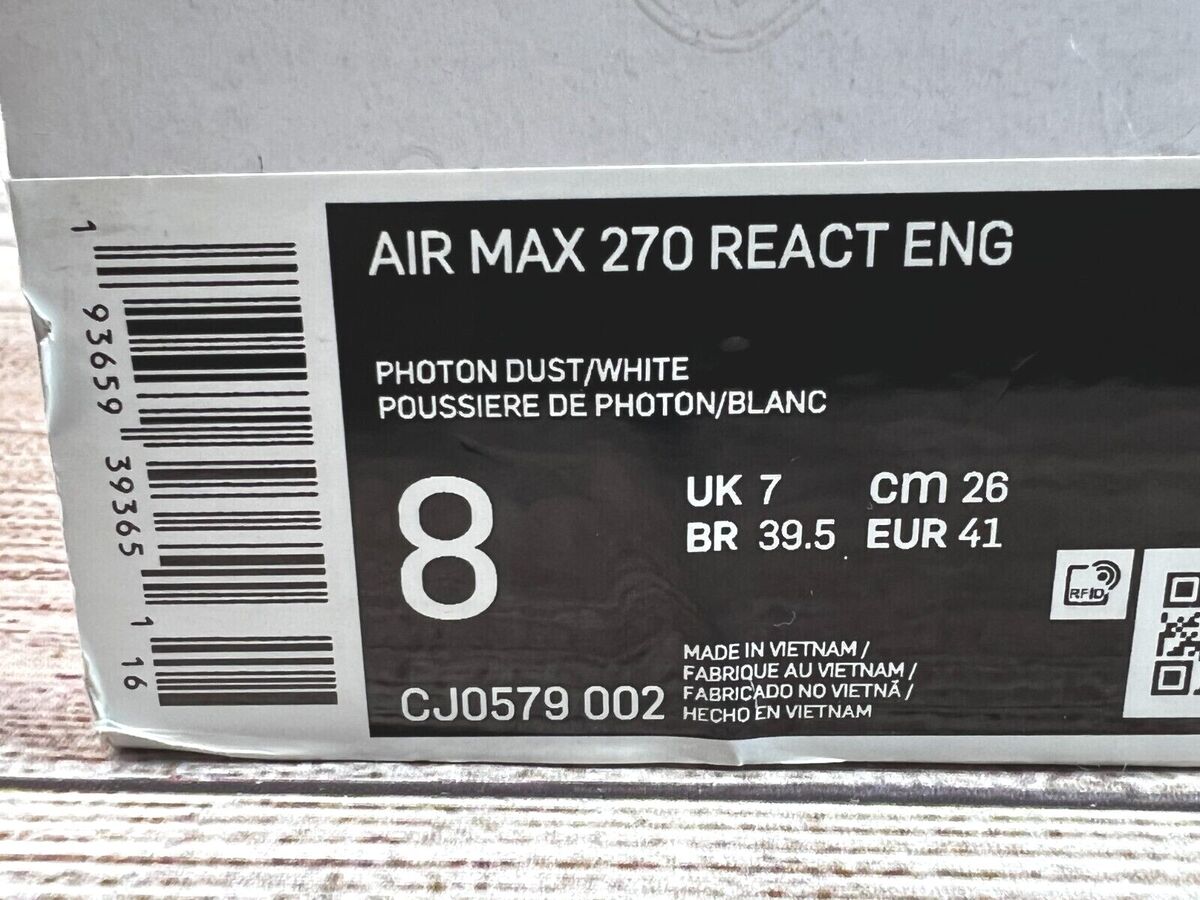 AIR MAX 270 REACT ENG
PHOTON DUST/WHITE
POUSSIERE DE PHOTON/BLANC
8
UK 7 cm 26
BR 39.5 EUR 41
RFID
CJ0579 002
MADE IN VIETNAM /
FABRIQUE AU VIETNAM /
FABRICADO NO VIETNÃ /
HECHO EN VIETNAM
1 93659 39365 1 16